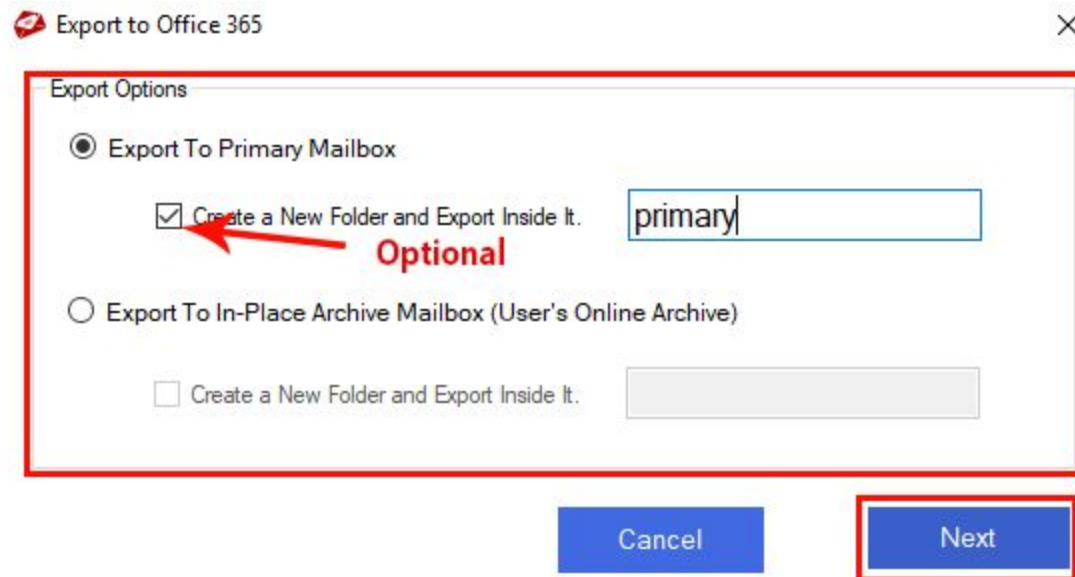 Export to Office 365
Export Options
Export To Primary Mailbox
Create a New Folder and Export Inside It. primary
Optional
Export To In-Place Archive Mailbox (User's Online Archive)
Create a New Folder and Export Inside It.
Cancel Next